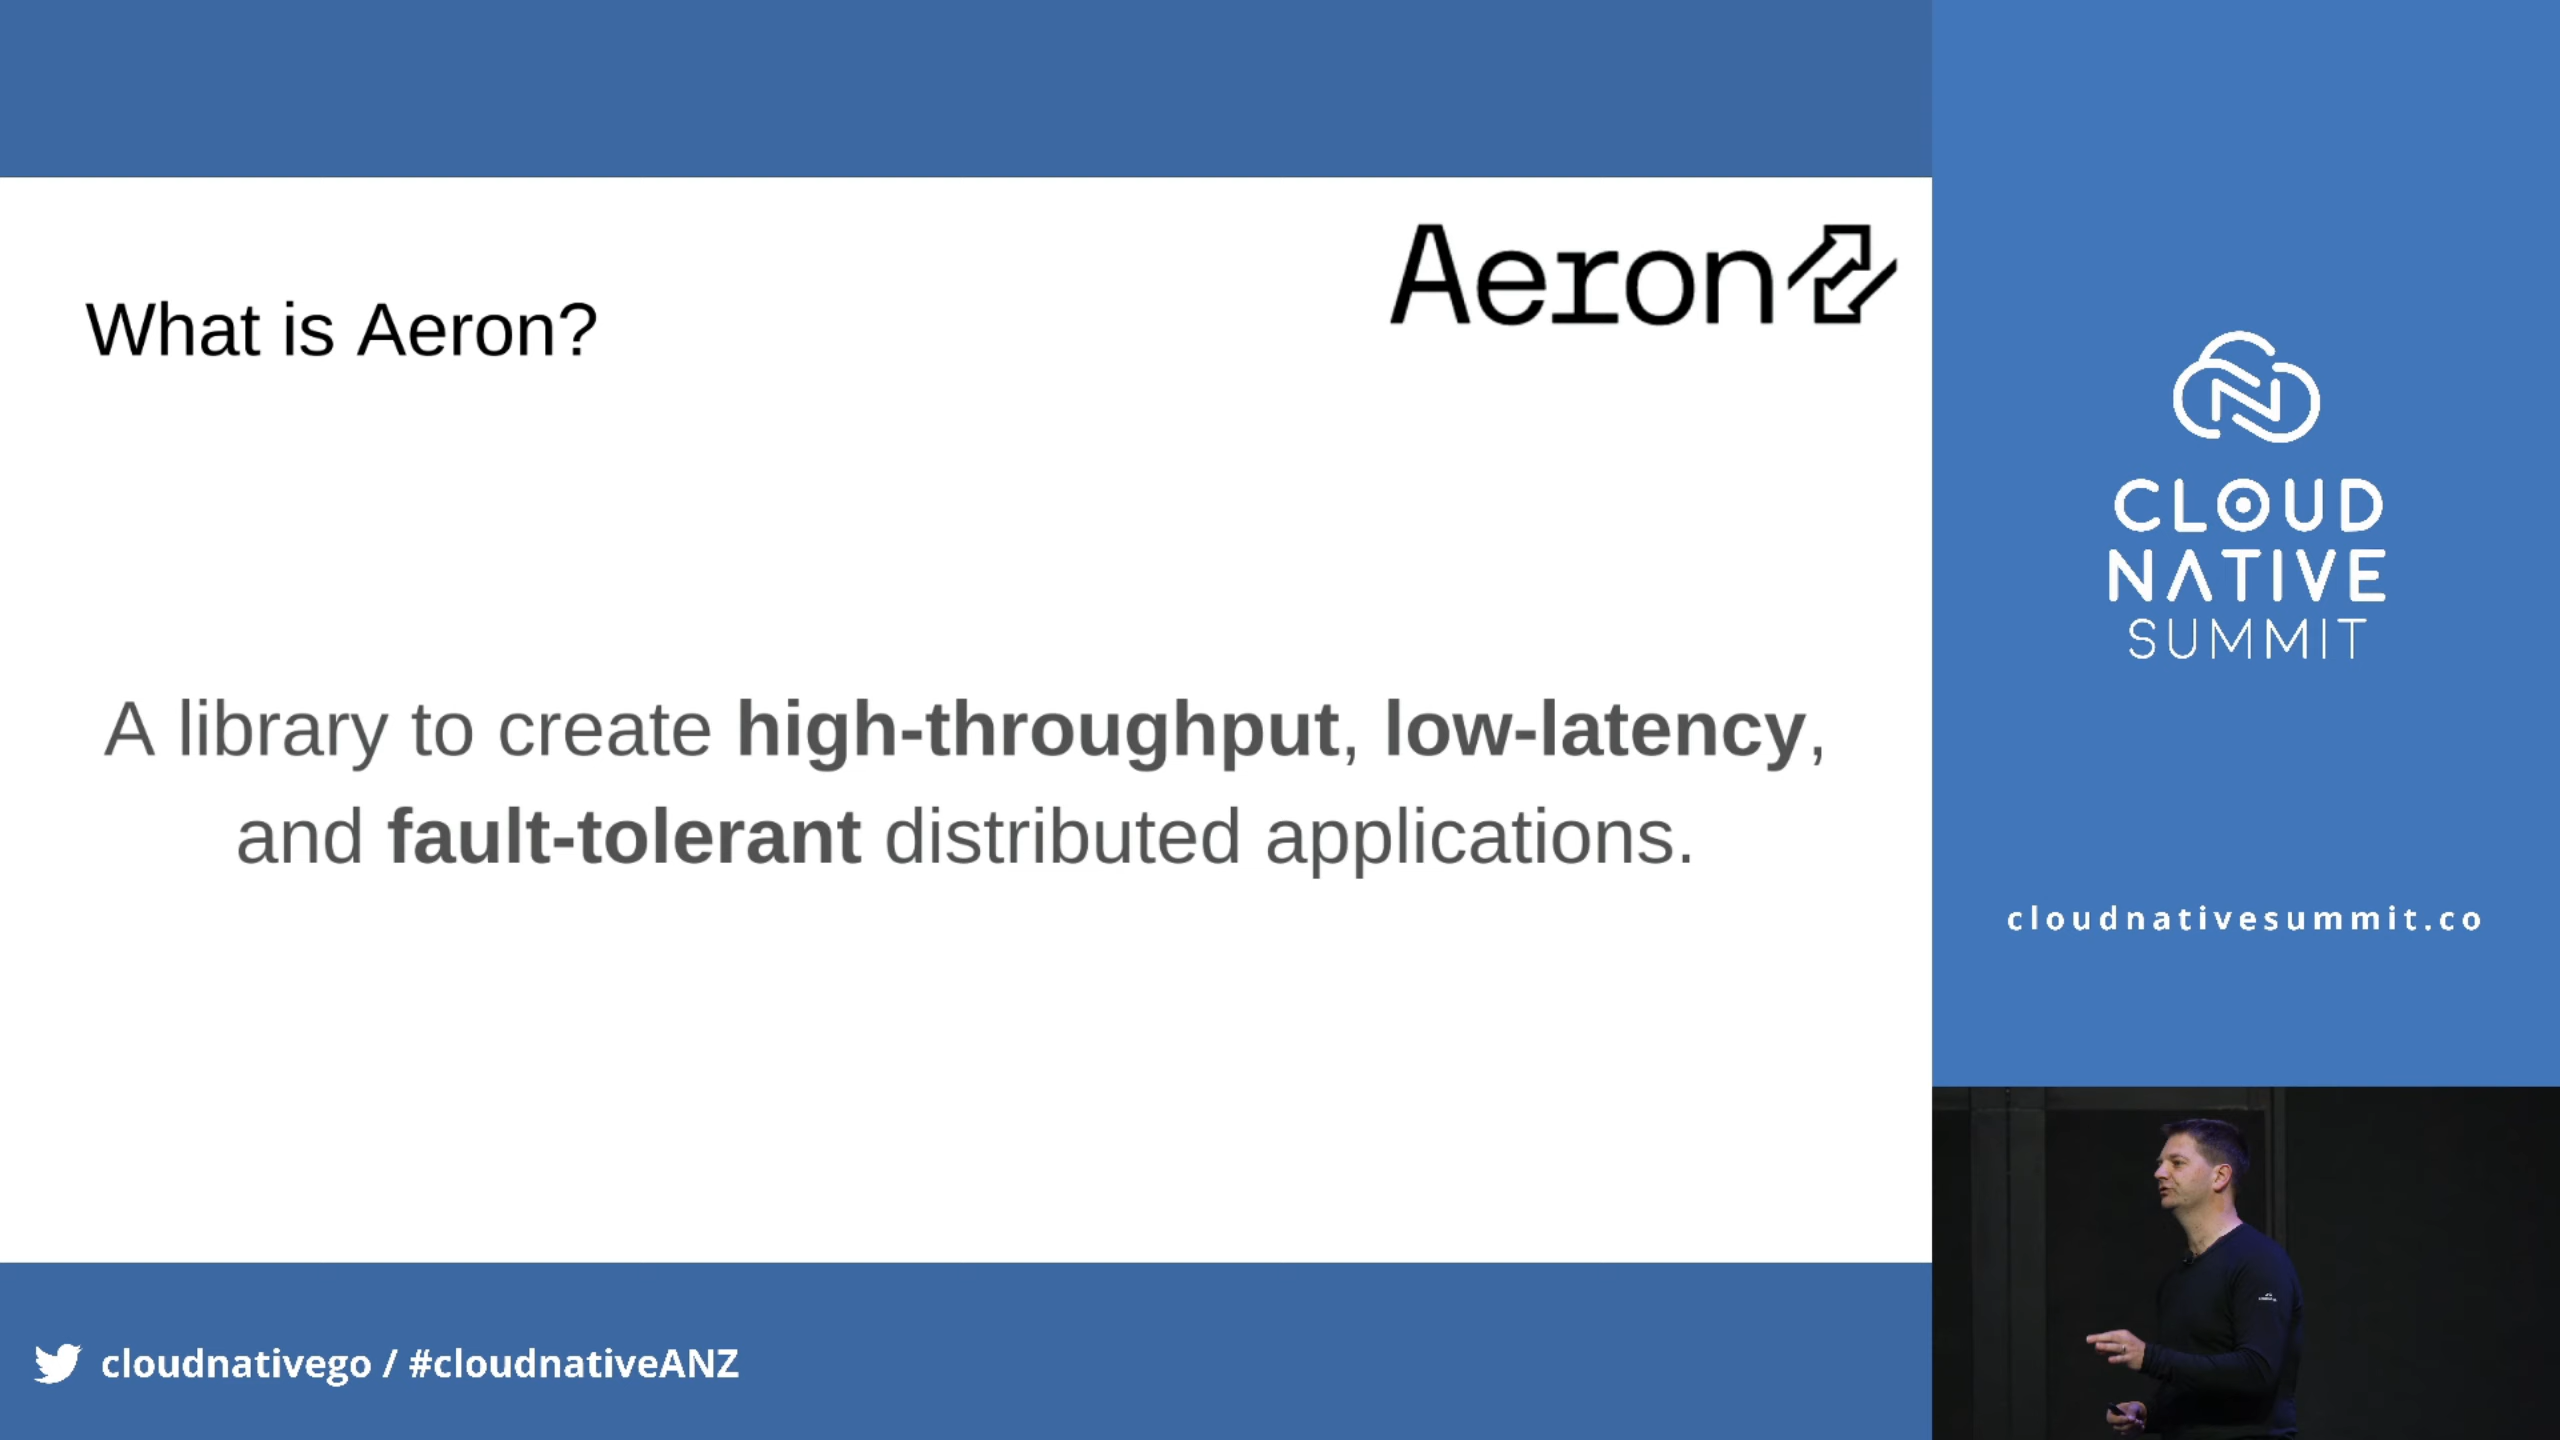 Aeron
What is Aeron?
A library to create high-throughput, low-latency,
and fault-tolerant distributed applications.
CLOUD
NATIVE
SUMMIT
cloudnativesummit.co
cloudnativego / #cloudnativeANZ